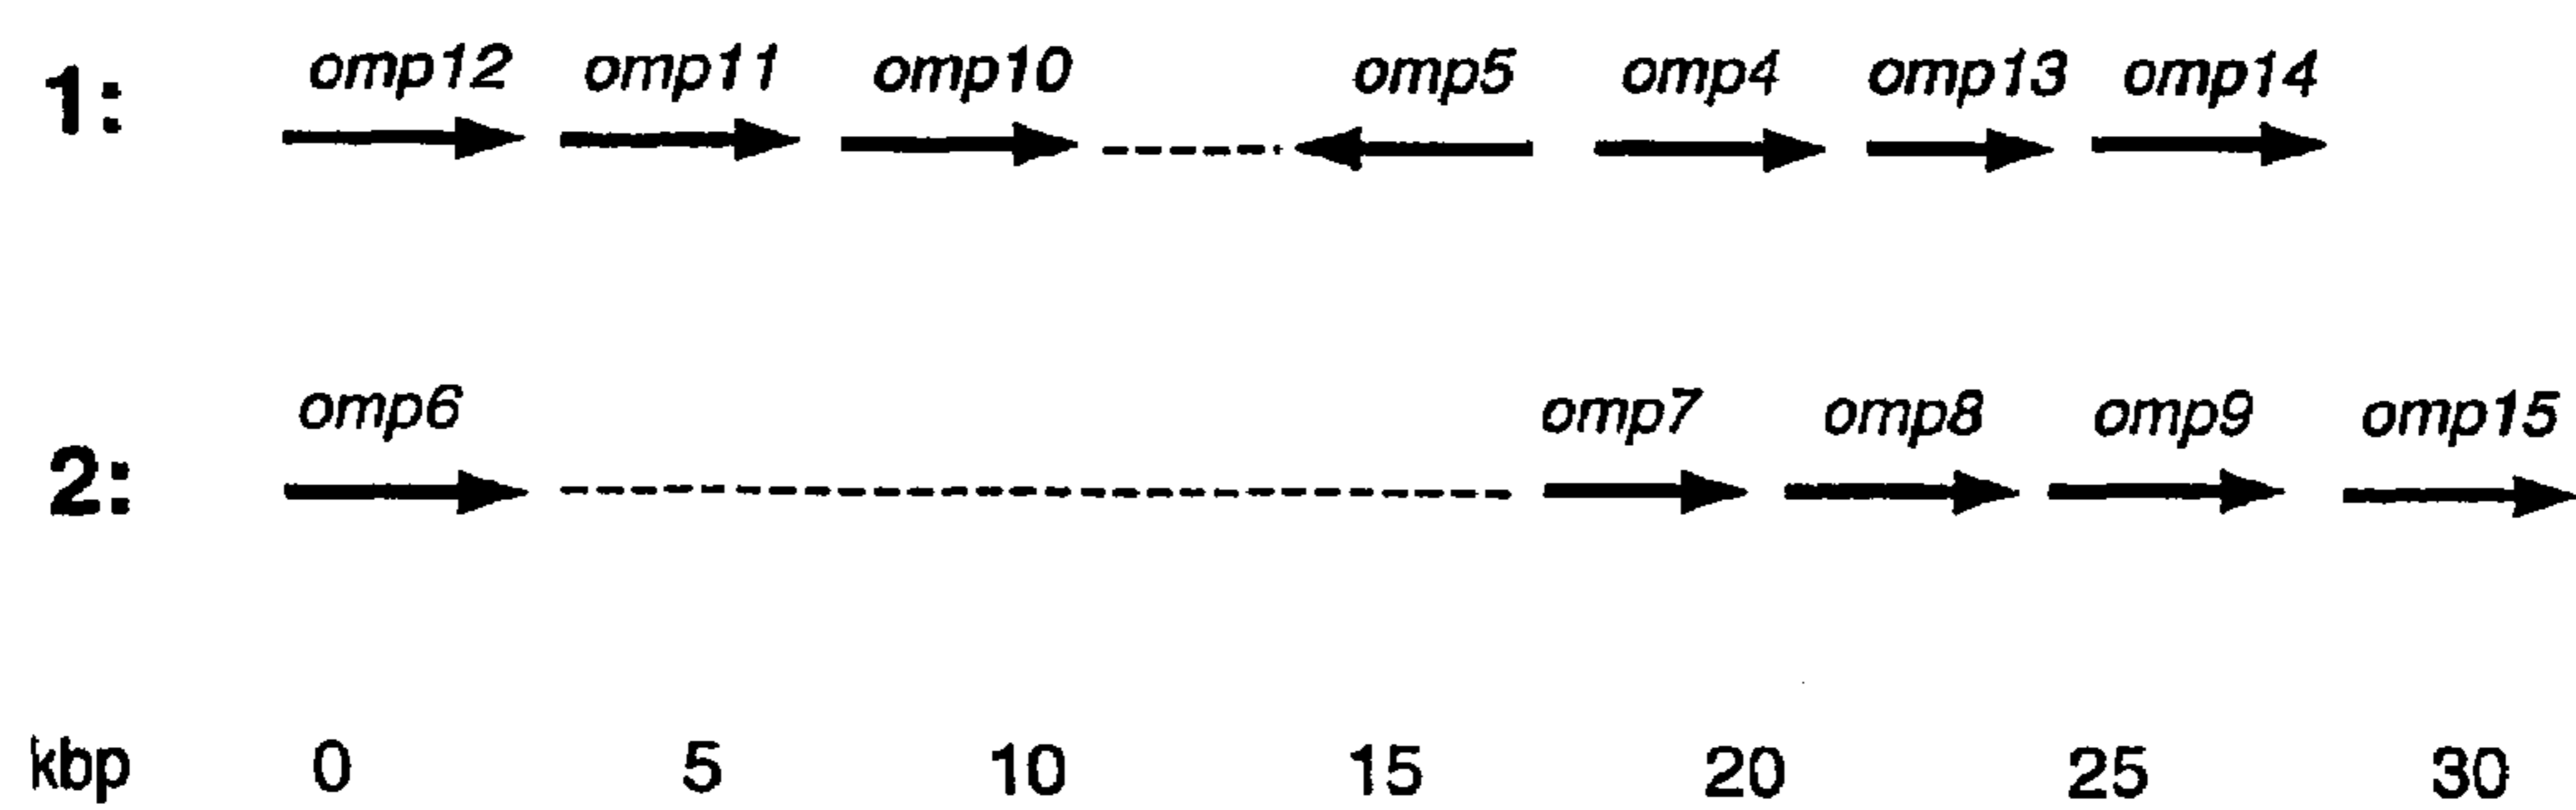 1: omp12 omp11 omp10 omp5 omp4 omp13 omp14
2: omp6 omp7 omp8 omp9 omp15
kbp 0 5 10 15 20 25 30